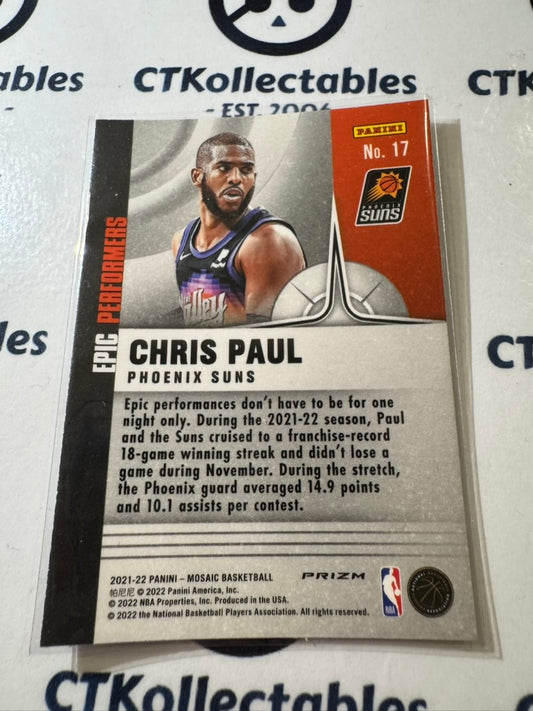 CTKollectables
- EST. 2006
PANINI
No. 17
PHOENIX
SUNS
EPIC PERFORMERS
CHRIS PAUL
PHOENIX SUNS
Epic performances don't have to be for one
night only. During the 2021-22 season, Paul
and the Suns cruised to a franchise-record
18-game winning streak and didn't lose a
game during November. During the stretch,
the Phoenix guard averaged 14.9 points
and 10.1 assists per contest.
2021-22 PANINI – MOSAIC BASKETBALL
帕尼尼 © 2022 Panini America, Inc.
© 2022 NBA Properties, Inc. Produced in the USA.
© 2022 the National Basketball Players Association. All rights reserved.
PRIZM
NBA
CTKollectables